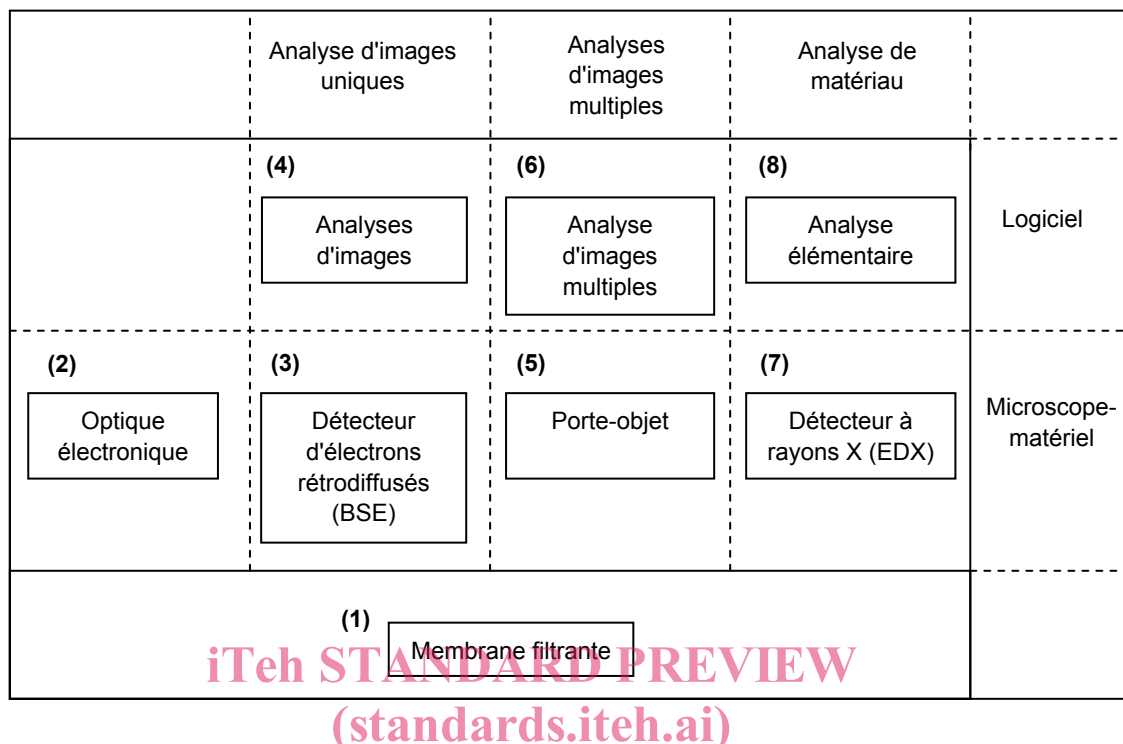 Analyse d'images
uniques
Analyses
d'images
multiples
Analyse de
matériau
(4)
Analyses
d'images
(6)
Analyse
d'images
multiples
(8)
Analyse
élémentaire
Logiciel
(2)
Optique
électronique
(3)
Détecteur
d'électrons
rétrodiffusés
(BSE)
(5)
Porte-objet
(7)
Détecteur à
rayons X (EDX)
Microscope-
matériel
(1)
Membrane filtrante
iTeh STANDARD PREVIEW
(standards.iteh.ai)